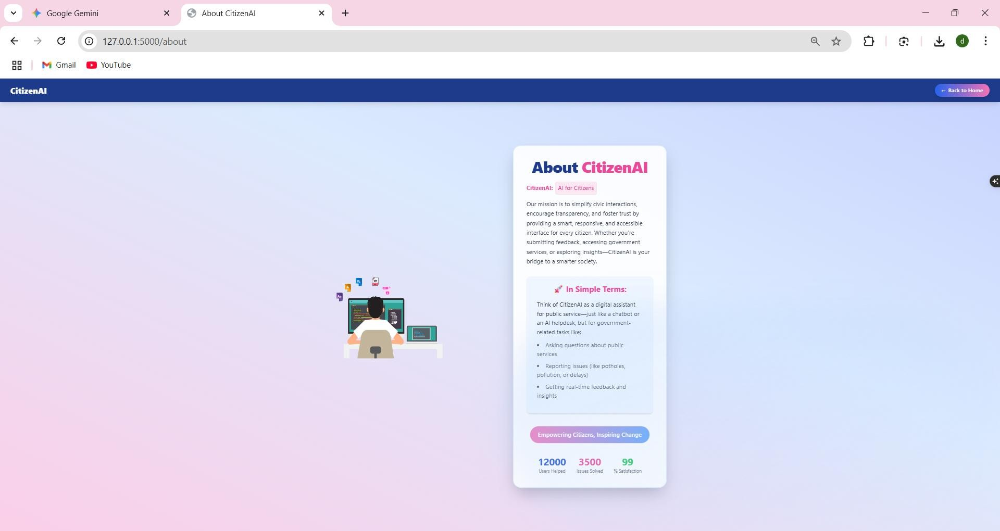 Google Gemini
About CitizenAI
127.0.0.1:5000/about
d
Gmail
YouTube
CitizenAI
← Back to Home
About CitizenAI
CitizenAI: AI for Citizens
Our mission is to simplify civic interactions,
encourage transparency, and foster trust by
providing a smart, responsive, and accessible
interface for every citizen. Whether you're
submitting feedback, accessing government
services, or exploring insights—CitizenAI is your
bridge to a smarter society.
Ps
Ae
🚀 In Simple Terms:
Think of CitizenAI as a digital assistant
for public service—just like a chatbot or
an AI helpdesk, but for government-
related tasks like:
• Asking questions about public
services
• Reporting issues (like potholes,
pollution, or delays)
• Getting real-time feedback and
insights
Empowering Citizens, Inspiring Change
12000 3500 99
Users Helped Issues Solved % Satisfaction